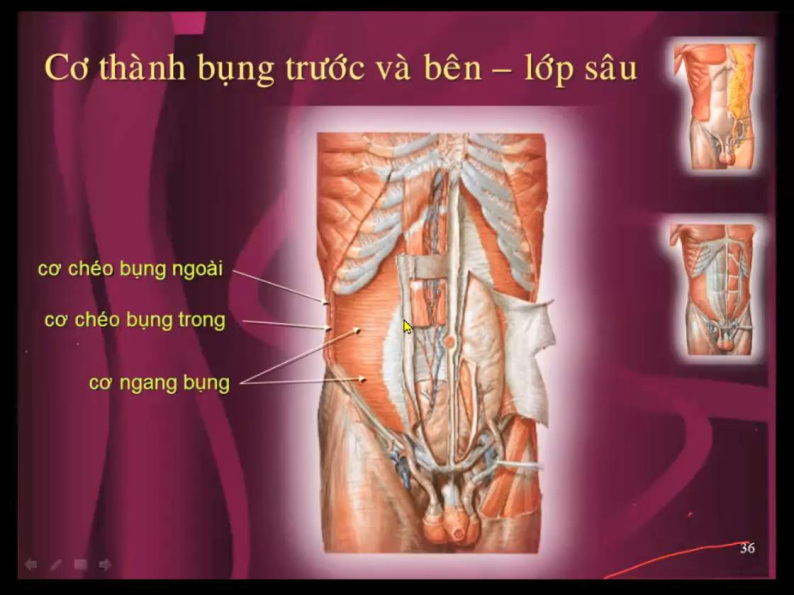 Cơ thành bụng trước và bên – lớp sâu
cơ chéo bụng ngoài
cơ chéo bụng trong
cơ ngang bụng
36